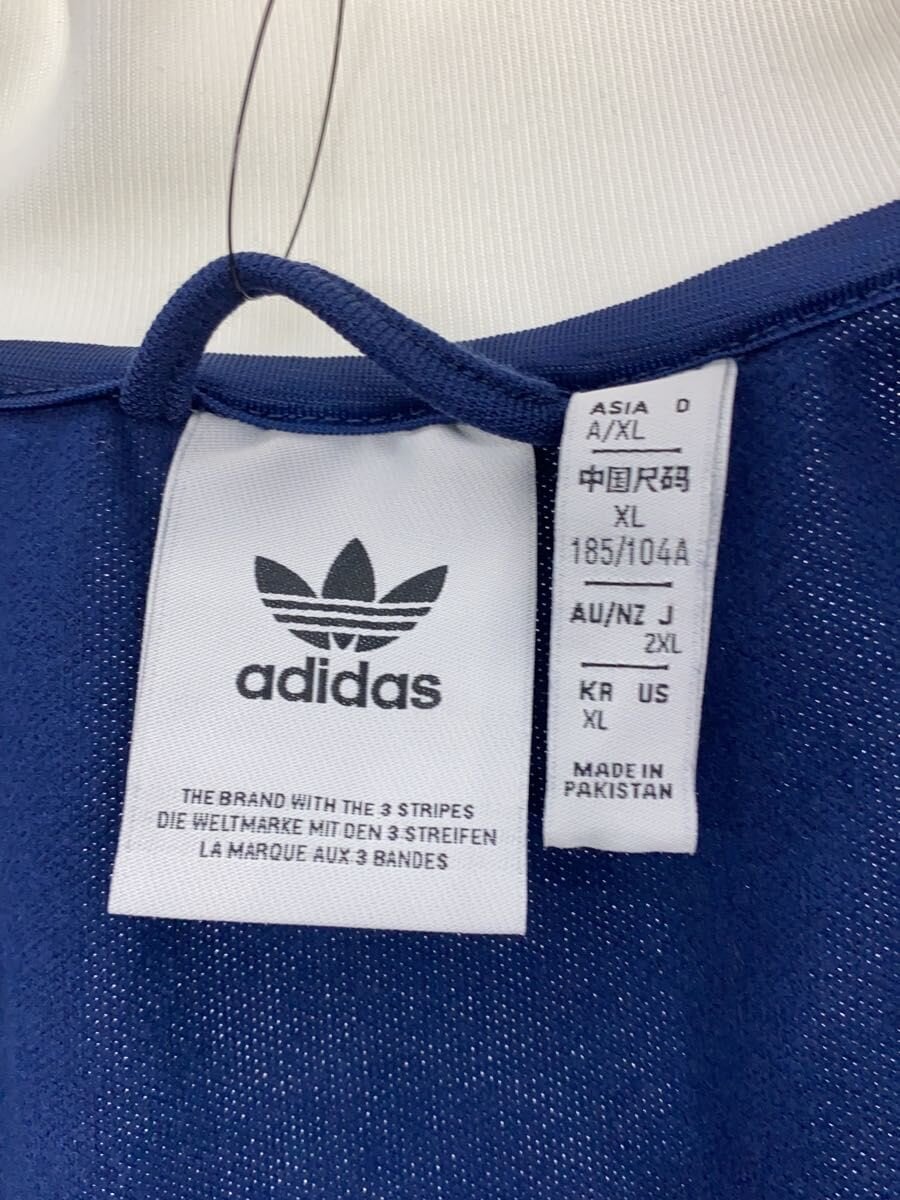 adidas
THE BRAND WITH THE 3 STRIPES
DIE WELTMARKE MIT DEN 3 STREIFEN
LA MARQUE AUX 3 BANDES
ASIA D
A/XL
中国尺码
XL
185/104A
AU/NZ J
2XL
KR US
XL
MADE IN
PAKISTAN